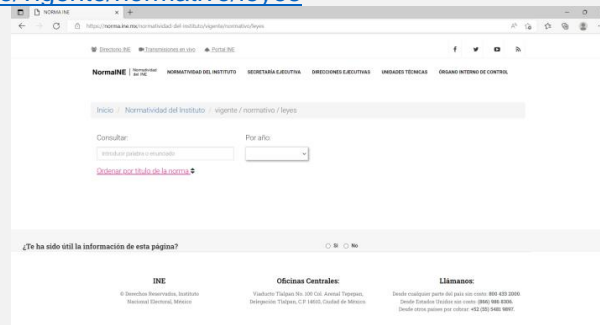 NORMA INE
https://norma.ine.mx/normatividad-del-instituto/vigente/normativo/leyes
Directorio INE Transmisiones en vivo Portal INE
NormaINE Normatividad del INE NORMATIVIDAD DEL INSTITUTO SECRETARÍA EJECUTIVA DIRECCIONES EJECUTIVAS UNIDADES TÉCNICAS ÓRGANO INTERNO DE CONTROL
Inicio / Normatividad del Instituto / vigente / normativo / leyes
Consultar: Por año:
Introducir palabra o enunciado
Ordenar por título de la norma
¿Te ha sido útil la información de esta página? Si No
INE Oficinas Centrales: Llámanos:
© Derechos Reservados, Instituto Nacional Electoral, México
Viaducto Tlalpan No. 100 Col. Arenal Tepepan, Delegación Tlalpan, C.P. 14610, Ciudad de México
Desde cualquier parte del país sin costo: 800 433 2000
Desde Estados Unidos sin costo: (866) 986 8306
Desde otros países por cobrar: +52 (55) 5481 9897